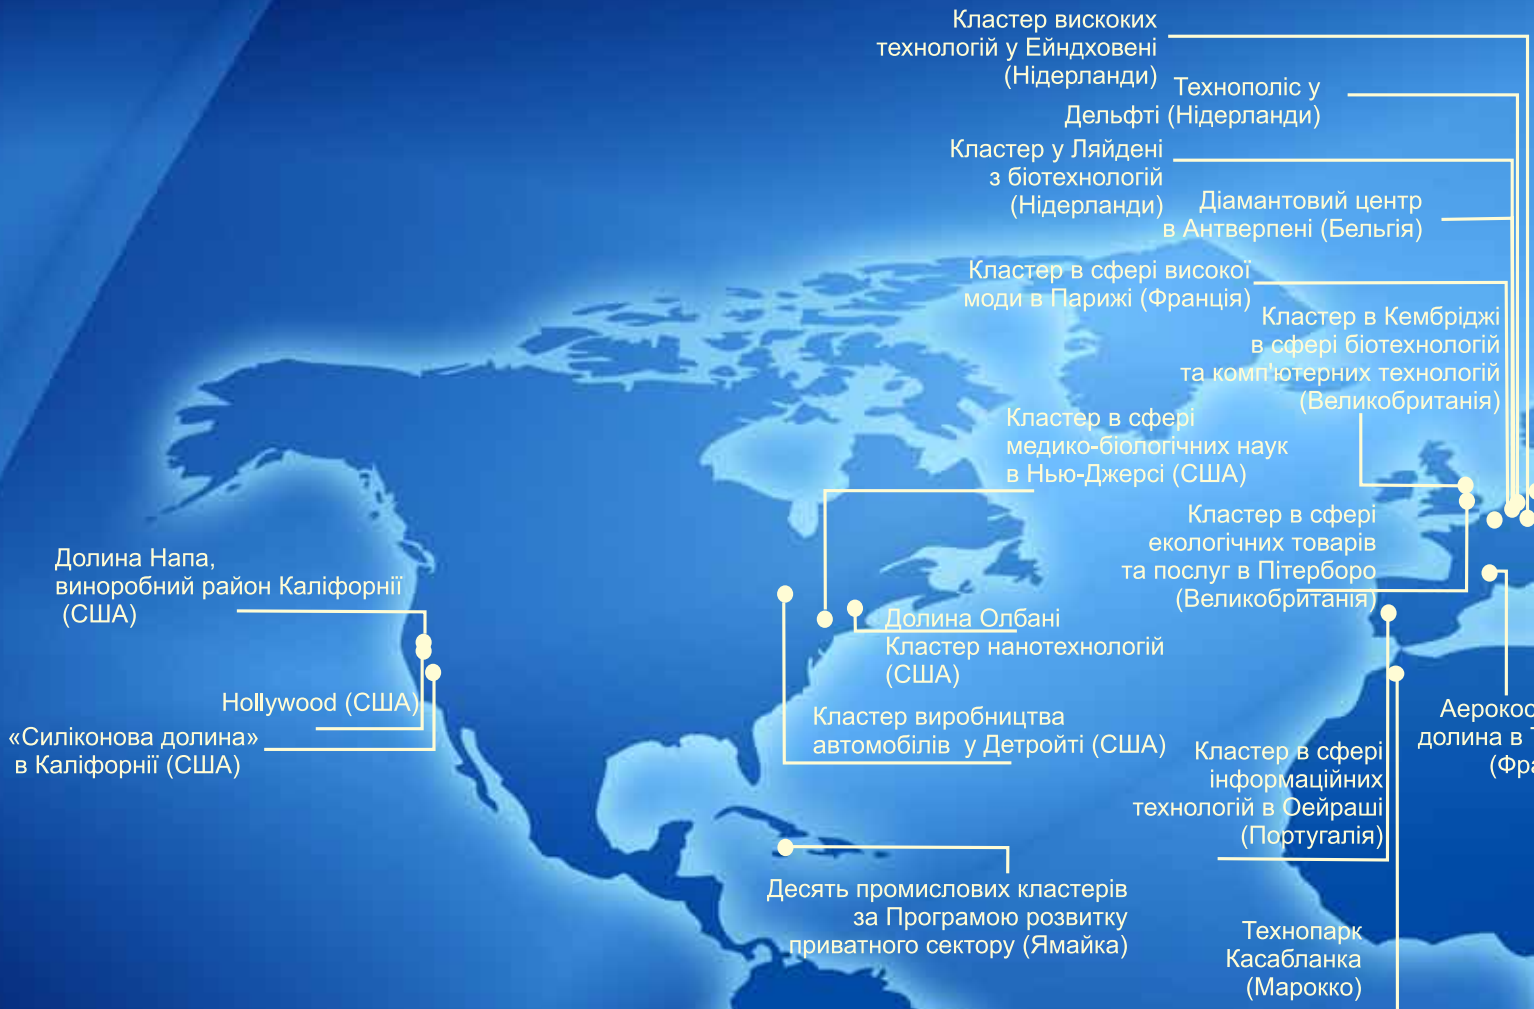 Кластер вискоких
технологій у Ейндховені
(Нідерланди)
Технополіс у
Дельфті (Нідерланди)
Кластер у Ляйдені
з біотехнологій
(Нідерланди)
Діамантовий центр
в Антверпені (Бельгія)
Кластер в сфері високої
моди в Парижі (Франція)
Кластер в Кембріджі
в сфері біотехнологій
та комп'ютерних технологій
(Великобританія)
Кластер в сфері
медико-біологічних наук
в Нью-Джерсі (США)
Кластер в сфері
екологічних товарів
та послуг в Пітерборо
(Великобританія)
Долина Напа,
виноробний район Каліфорнії
(США)
Долина Олбані
Кластер нанотехнологій
(США)
Hollywood (США)
«Силіконова долина»
в Каліфорнії (США)
Кластер виробництва
автомобілів у Детройті (США)
Аерокос
долина в
(Фра
Кластер в сфері
інформаційних
технологій в Оейраші
(Португалія)
Десять промислових кластерів
за Програмою розвитку
приватного сектору (Ямайка)
Технопарк
Касабланка
(Марокко)